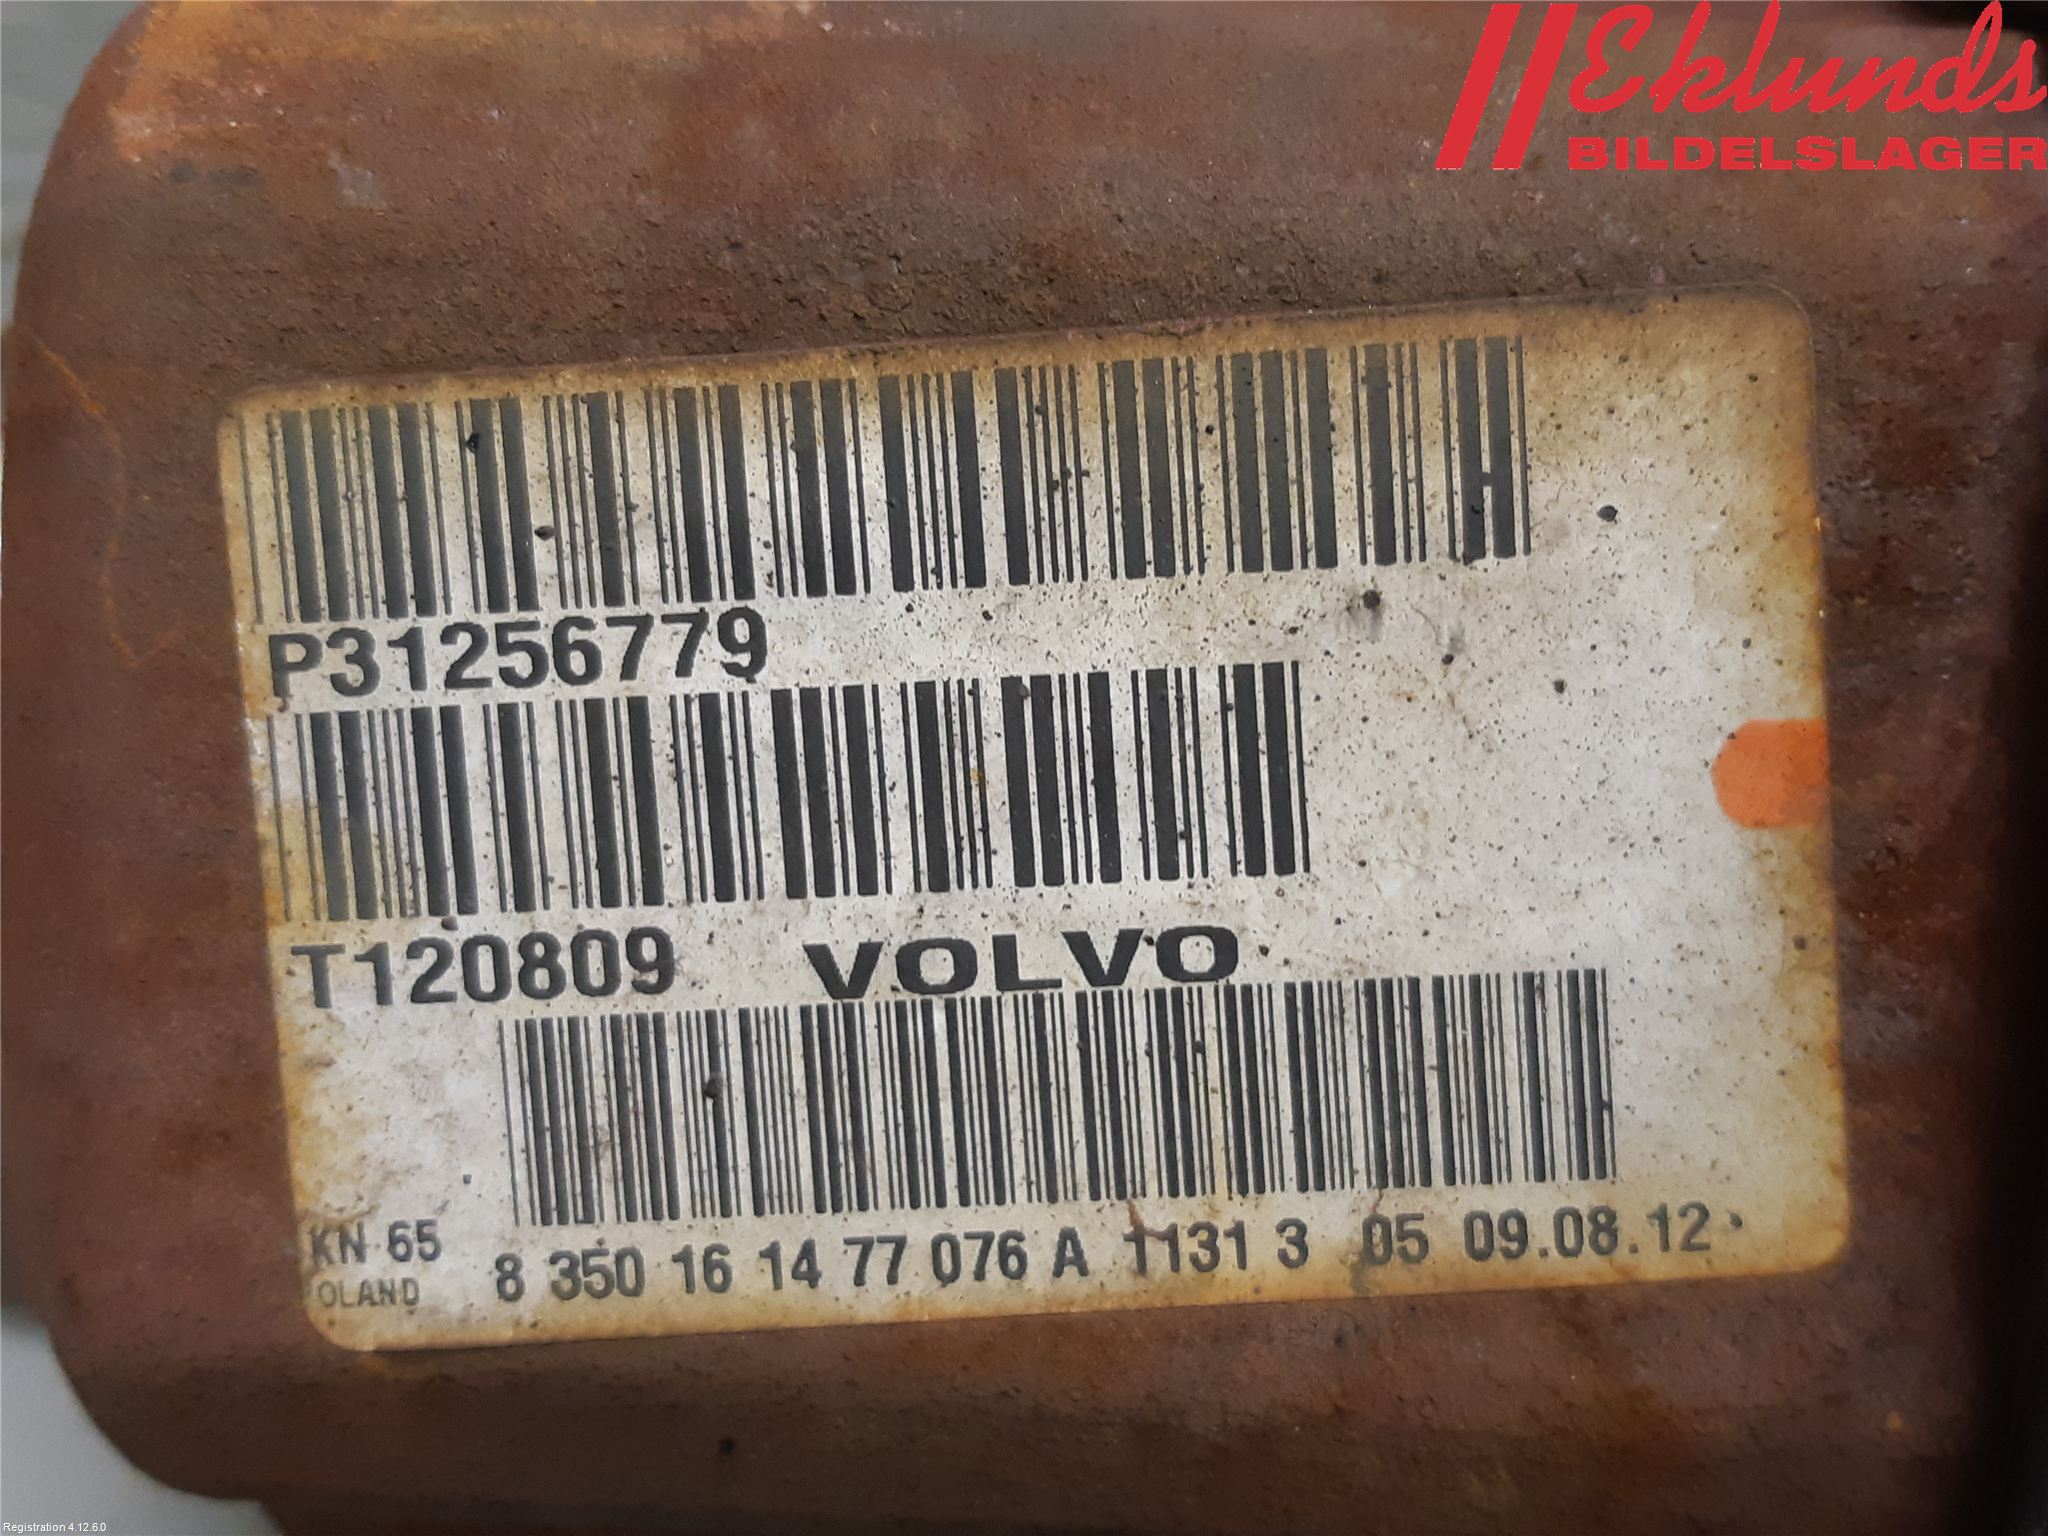 Eklunds
BILDELSLAGER
P31256779
T120809 VOLVO
KN 65
OLAND
8 350 16 14 77 076 A 1131 3 05 09.08.12
Registration 4.12.6.0